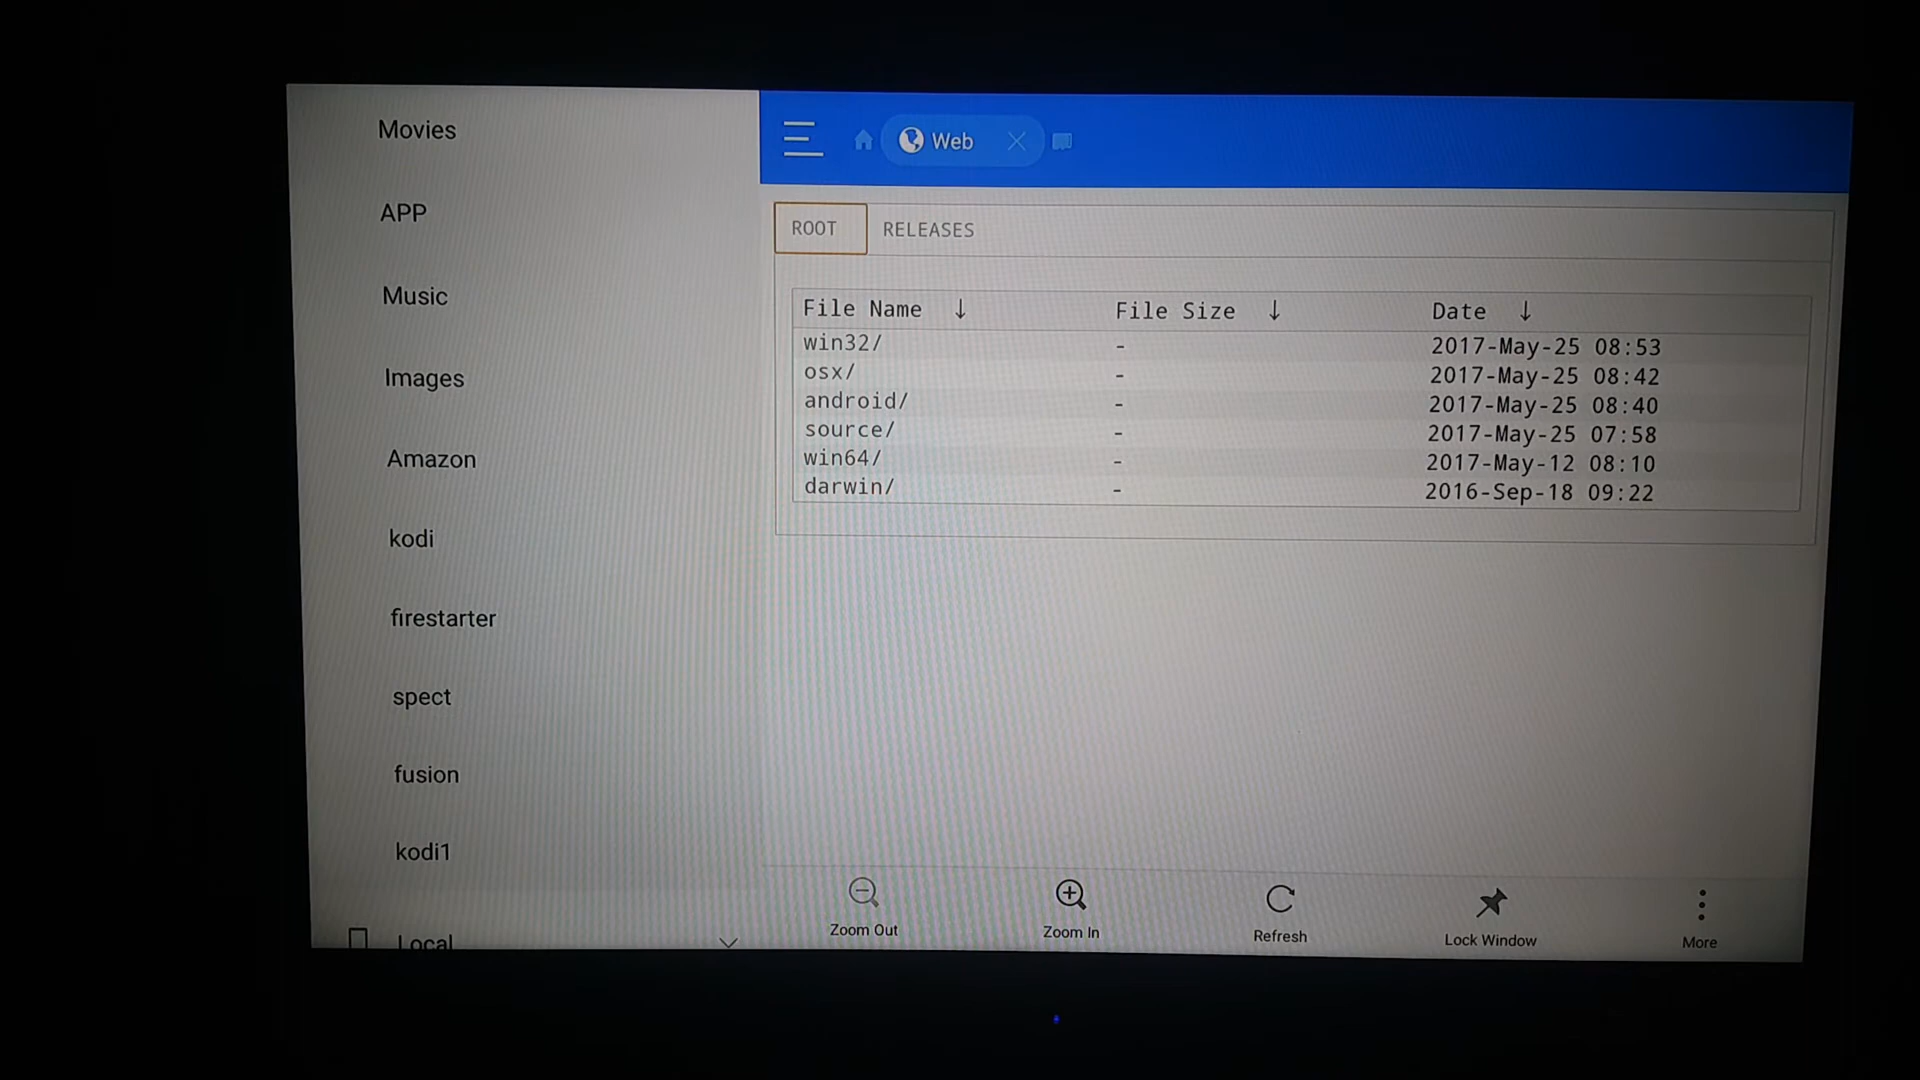 Movies
APP
Music
Images
Amazon
kodi
firestarter
spect
fusion
kodi1
Local
Web
ROOT RELEASES
File Name ↓ File Size ↓ Date ↓
win32/ - 2017-May-25 08:53
osx/ - 2017-May-25 08:42
android/ - 2017-May-25 08:40
source/ - 2017-May-25 07:58
win64/ - 2017-May-12 08:10
darwin/ - 2016-Sep-18 09:22
Zoom Out Zoom In Refresh Lock Window More